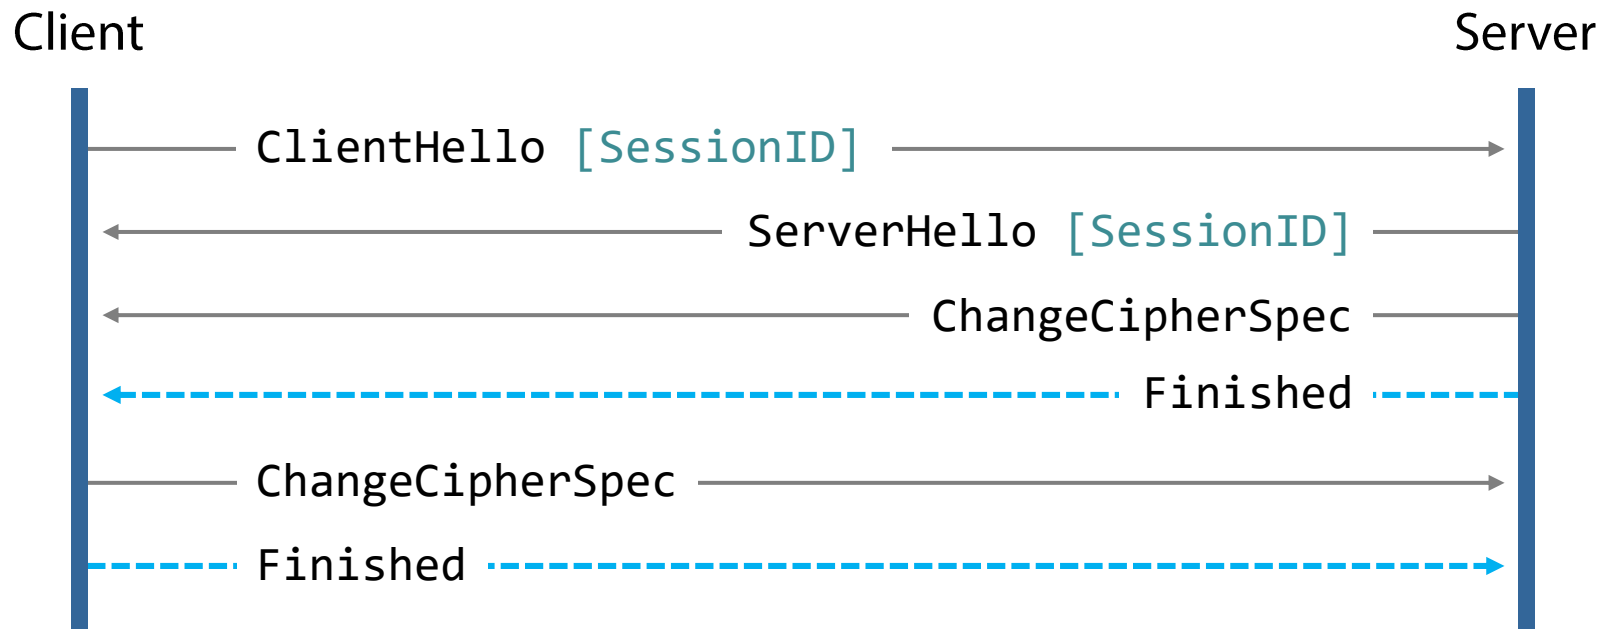 Client
Server
ClientHello [SessionID]
ServerHello [SessionID]
ChangeCipherSpec
Finished
ChangeCipherSpec
Finished